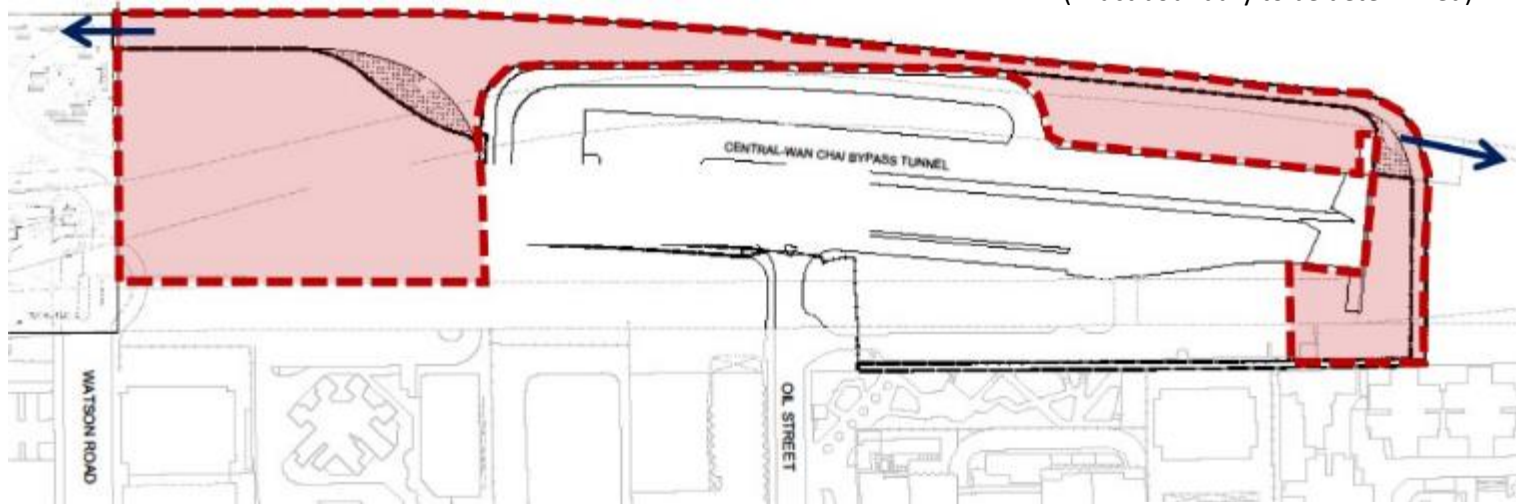 CENTRAL-WAN CHAI BYPASS TUNNEL
WATSON ROAD
OIL STREET